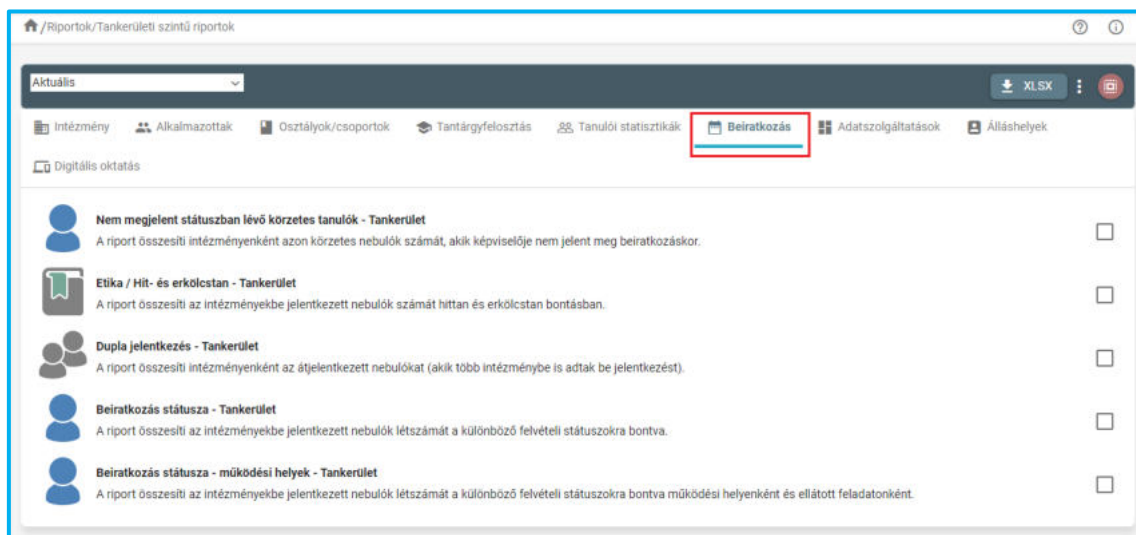 /Riportok/Tankerületi szintű riportok
Aktuális
XLSX
Intézmény Alkalmazottak Osztályok/csoportok Tantárgyfelosztás Tanulói statisztikák Beiratkozás Adatszolgáltatások Álláshelyek
Digitális oktatás
Nem megjelent státuszban lévő körzetes tanulók - Tankerület
A riport összesíti intézményenként azon körzetes nebulók számát, akik képviselője nem jelent meg beiratkozáskor.
Etika / Hit- és erkölcstan - Tankerület
A riport összesíti az intézményekbe jelentkezett nebulók számát hittan és erkölcstan bontásban.
Dupla jelentkezés - Tankerület
A riport összesíti intézményenként az átjelentkezett nebulókat (akik több intézménybe is adtak be jelentkezést).
Beiratkozás státusza - Tankerület
A riport összesíti az intézményekbe jelentkezett nebulók létszámát a különböző felvételi státuszokra bontva.
Beiratkozás státusza - működési helyek - Tankerület
A riport összesíti az intézményekbe jelentkezett nebulók létszámát a különböző felvételi státuszokra bontva működési helyenként és ellátott feladatonként.